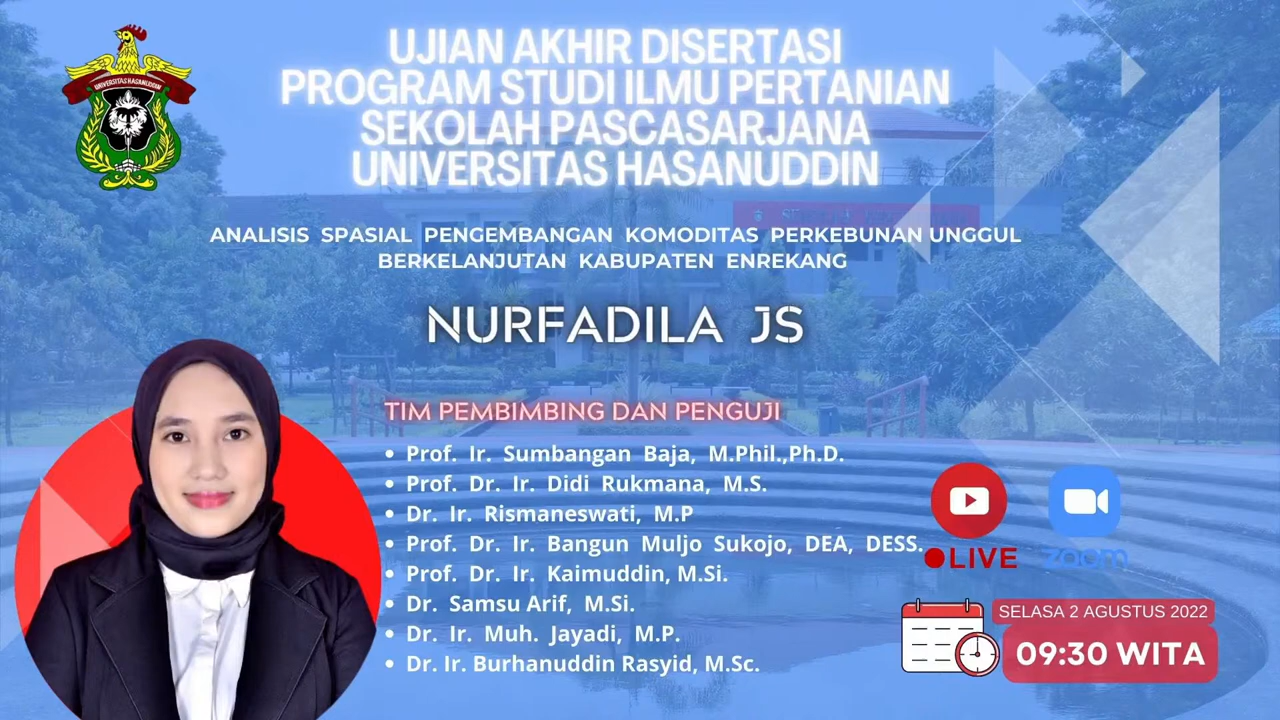 UNIVERSITAS HASANUDDIN
UJIAN AKHIR DISERTASI
PROGRAM STUDI ILMU PERTANIAN
SEKOLAH PASCASARJANA
UNIVERSITAS HASANUDDIN
ANALISIS SPASIAL PENGEMBANGAN KOMODITAS PERKEBUNAN UNGGUL
BERKELANJUTAN KABUPATEN ENREKANG
NURFADILA JS
TIM PEMBIMBING DAN PENGUJI
• Prof. Ir. Sumbangan Baja, M.Phil.,Ph.D.
• Prof. Dr. Ir. Didi Rukmana, M.S.
• Dr. Ir. Rismaneswati, M.P
• Prof. Dr. Ir. Bangun Muljo Sukojo, DEA, DESS.
• Prof. Dr. Ir. Kaimuddin, M.Si.
• Dr. Samsu Arif, M.Si.
• Dr. Ir. Muh. Jayadi, M.P.
• Dr. Ir. Burhanuddin Rasyid, M.Sc.
LIVE
zoom
SELASA 2 AGUSTUS 2022
09:30 WITA